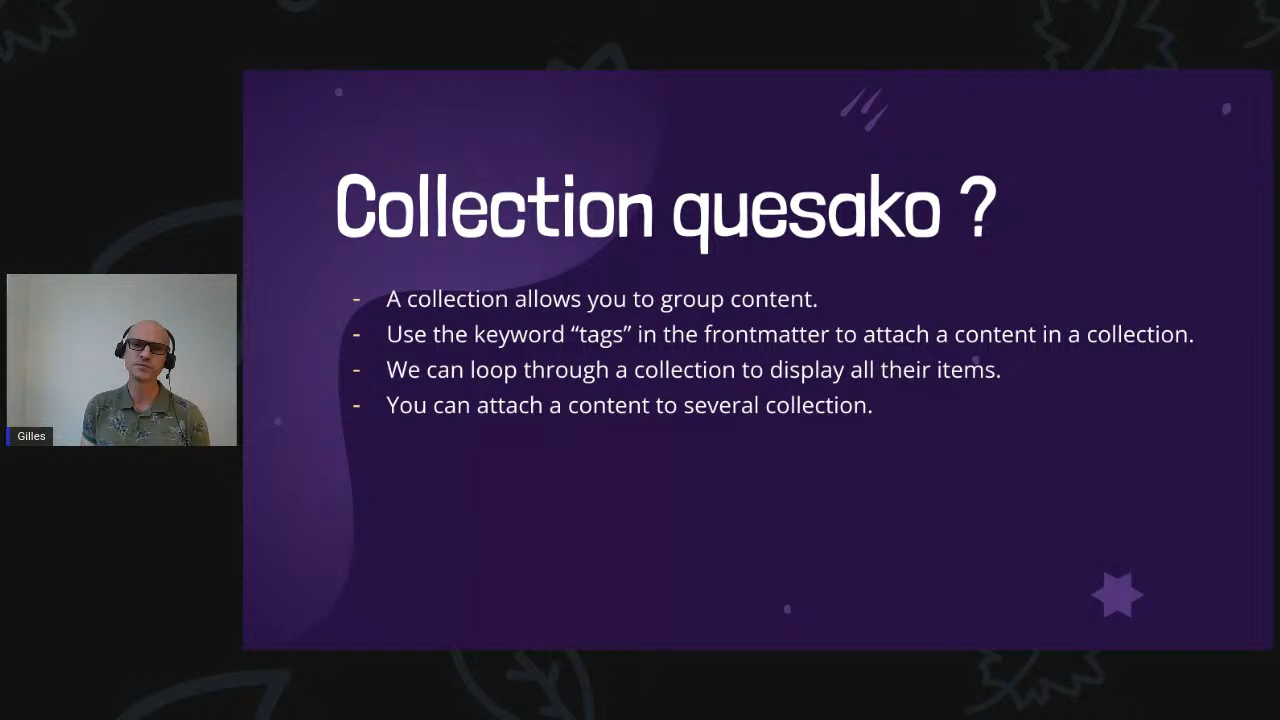 Collection quesako ?
- A collection allows you to group content.
- Use the keyword “tags” in the frontmatter to attach a content in a collection.
- We can loop through a collection to display all their items.
- You can attach a content to several collection.
Gilles